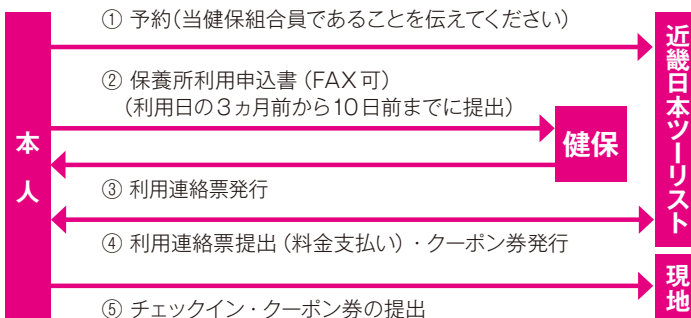 ① 予約(当健保組合員であることを伝えてください)
② 保養所利用申込書(FAX可)
(利用日の3ヵ月前から10日前までに提出)
本人
健保
近畿日本ツーリスト
③ 利用連絡票発行
④ 利用連絡票提出(料金支払い)・クーポン券発行
現地
⑤ チェックイン・クーポン券の提出